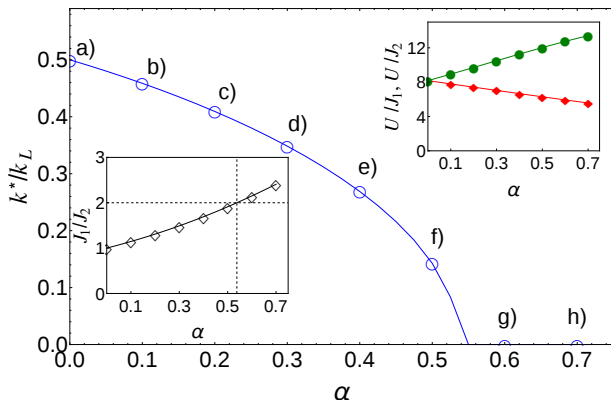 k*/k_L
0.5
0.4
0.3
0.2
0.1
0.0
0.0 0.1 0.2 0.3 0.4 0.5 0.6 0.7
α
a)
b)
c)
d)
e)
f)
g)
h)
J₁/J₂
3
2
1
0
0.1 0.3 0.5 0.7
α
U/J₁, U/J₂
12
8
4
0
0.1 0.3 0.5 0.7
α